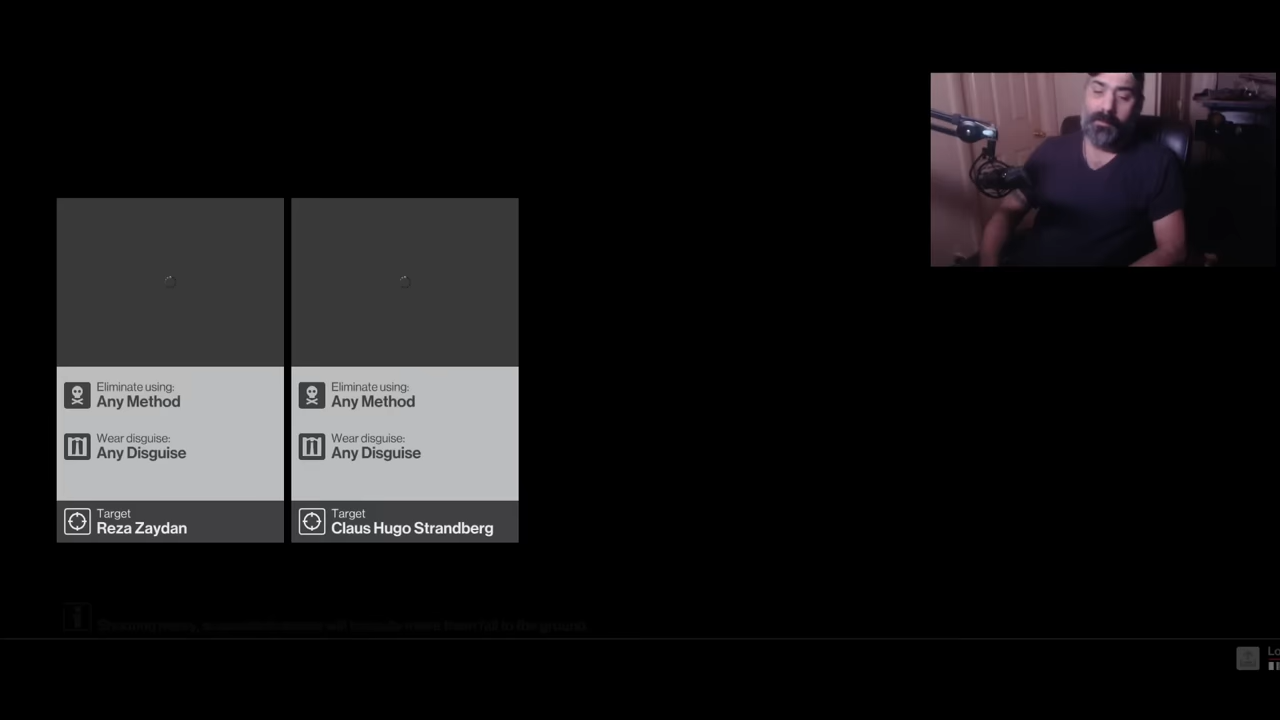 Eliminate using:
Any Method
Wear disguise:
Any Disguise
Target
Reza Zaydan
Eliminate using:
Any Method
Wear disguise:
Any Disguise
Target
Claus Hugo Strandberg